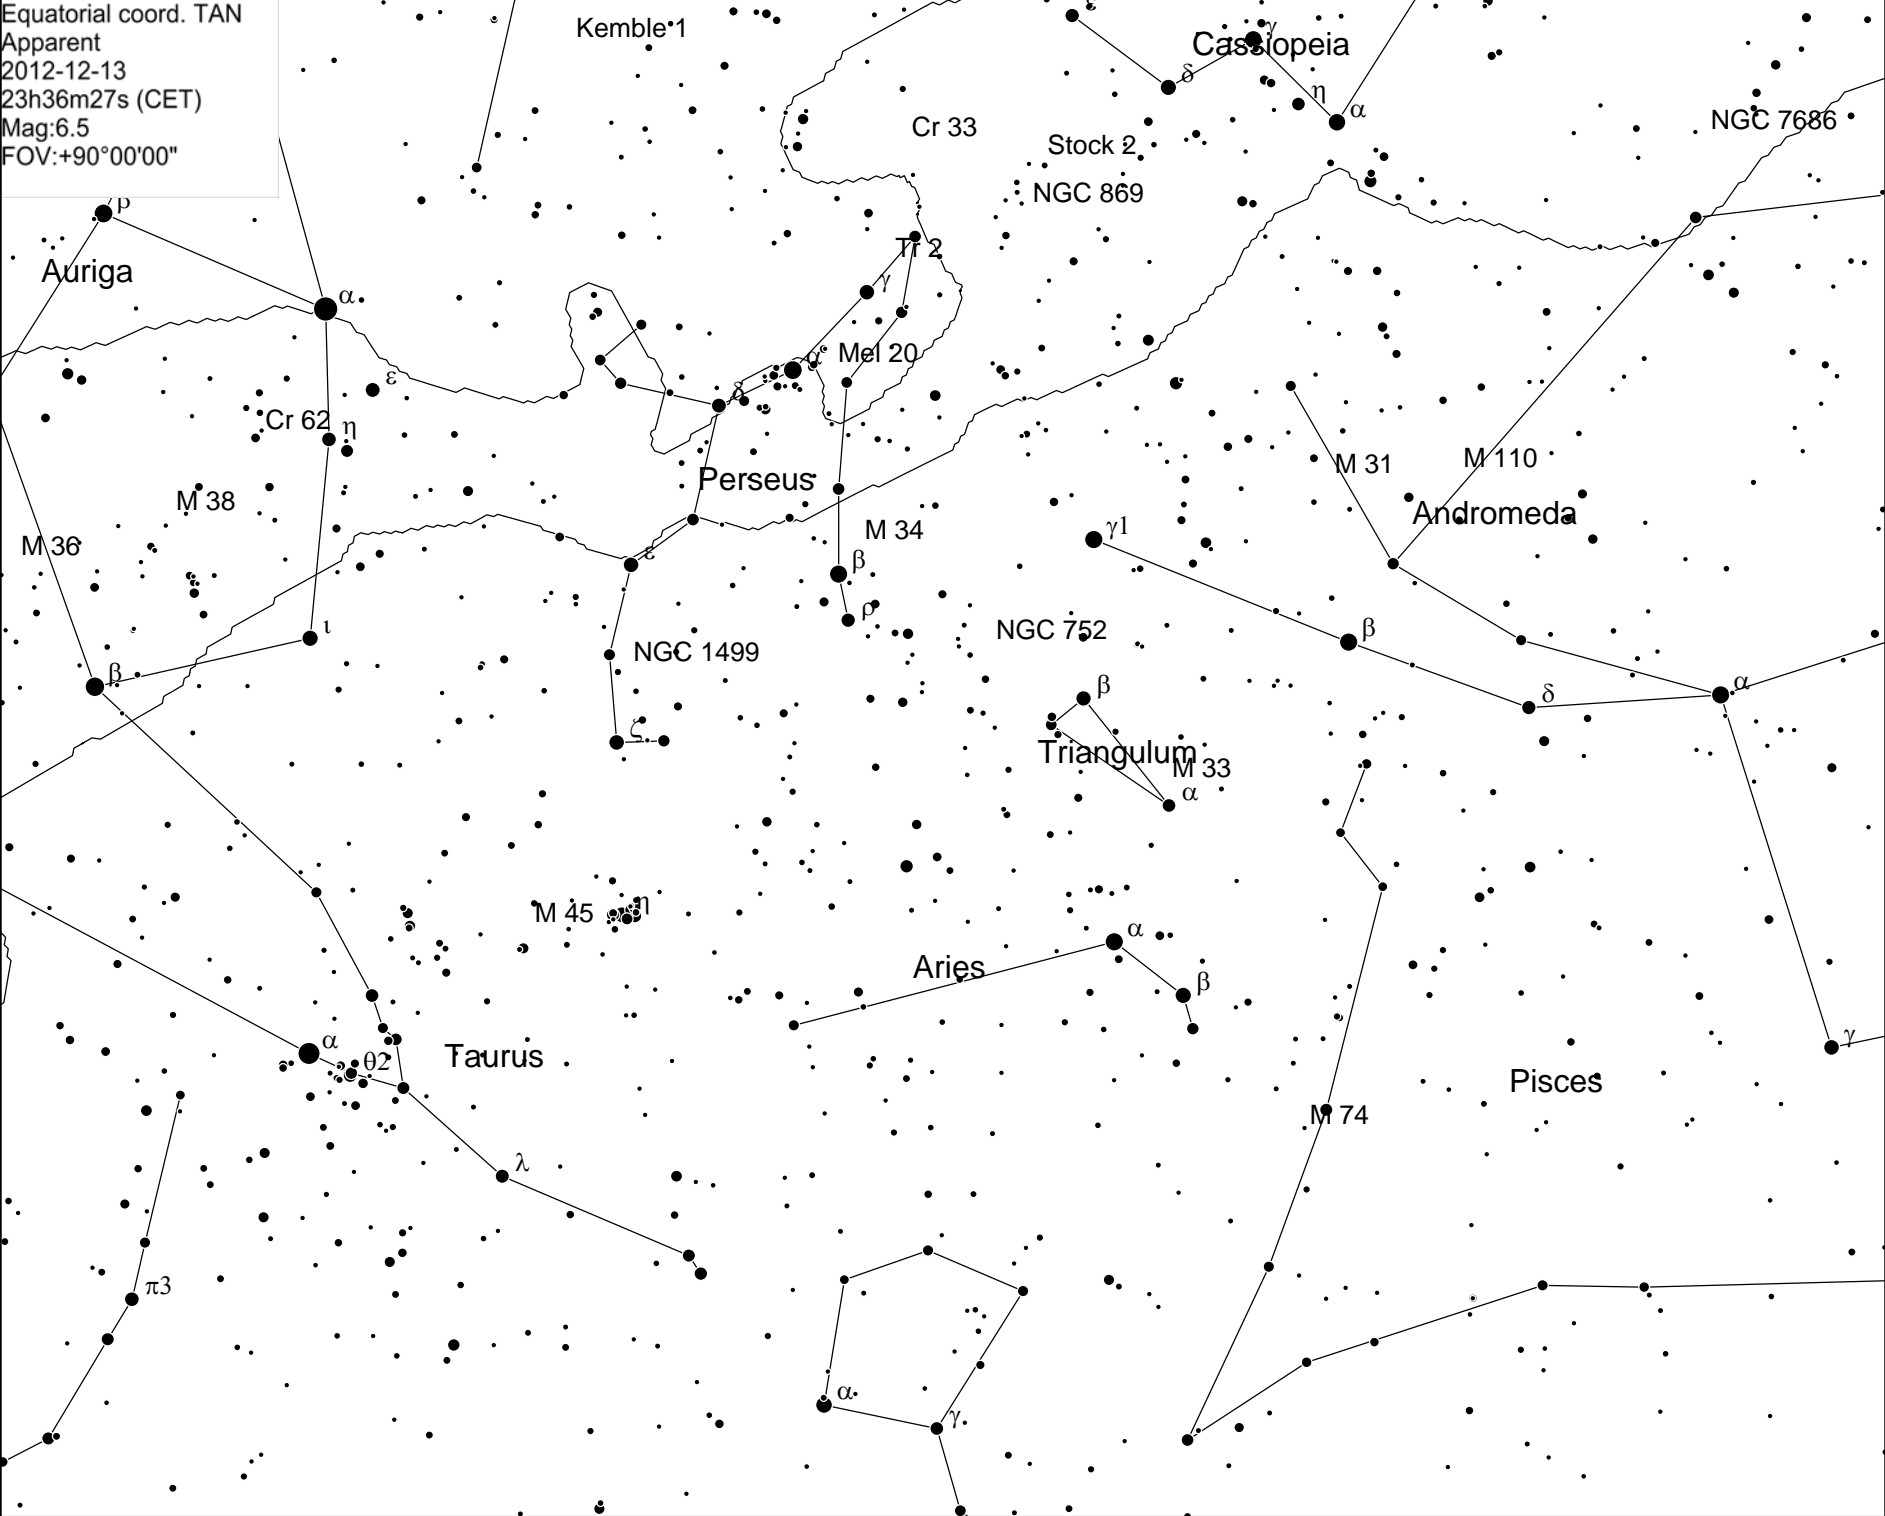 Equatorial coord. TAN
Apparent
2012-12-13
23h36m27s (CET)
Mag:6.5
FOV:+90°00'00"
Kemble 1
ε
γ
Cassiopeia
δ
η
α
Cr 33
Stock 2
NGC 7686
NGC 869
β
Auriga
Tr 2
γ
α
Mel 20
α
ε
δ
Cr 62
η
M 31
M 110
Perseus
M 38
Andromeda
M 34
γ1
M 36
ε
β
ρ
ι
NGC 752
β
NGC 1499
β
β
α
δ
ζ
Triangulum
M 33
α
M 45
η
α
Aries
β
α
θ2
Taurus
γ
Pisces
M 74
λ
π3
α
γ